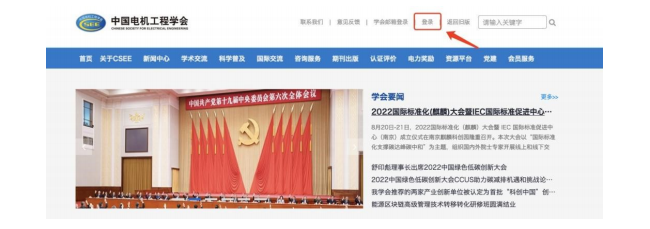 CSEE
中国电机工程学会
CHINESE SOCIETY FOR ELECTRICAL ENGINEERING
联系我们 | 意见反馈 | 学会邮箱登录 登录 返回旧版 请输入关键字
首页 关于CSEE 新闻中心 学术交流 科学普及 国际交流 咨询服务 期刊出版 认证评价 电力奖励 资源平台 党建 会员服务
中国共产党第十九届中央委员会第六次全体会议
学会要闻 更多>>
2022国际标准化(麒麟)大会暨IEC国际标准促进中心…
8月20日-21日，2022国际标准化（麒麟）大会暨 IEC 国际标准促进中
心（南京）成立仪式在南京麒麟科创园隆重召开。本次大会以“国际标准
化支撑碳达峰碳中和”为主题，组织国内外院士专家开展线上和线下交
舒印彪理事长出席2022中国绿色低碳创新大会
2022中国绿色低碳创新大会CCUS助力碳减排机遇和挑战论…
我学会推荐的两家产业创新单位被认定为首批“科创中国”创…
能源区块链高级管理技术转移转化研修班圆满结业